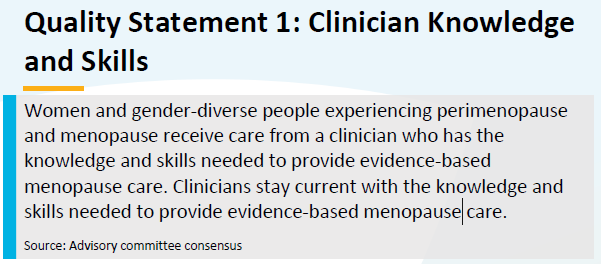 Quality Statement 1: Clinician Knowledge
and Skills
Women and gender-diverse people experiencing perimenopause
and menopause receive care from a clinician who has the
knowledge and skills needed to provide evidence-based
menopause care. Clinicians stay current with the knowledge and
skills needed to provide evidence-based menopause care.
Source: Advisory committee consensus